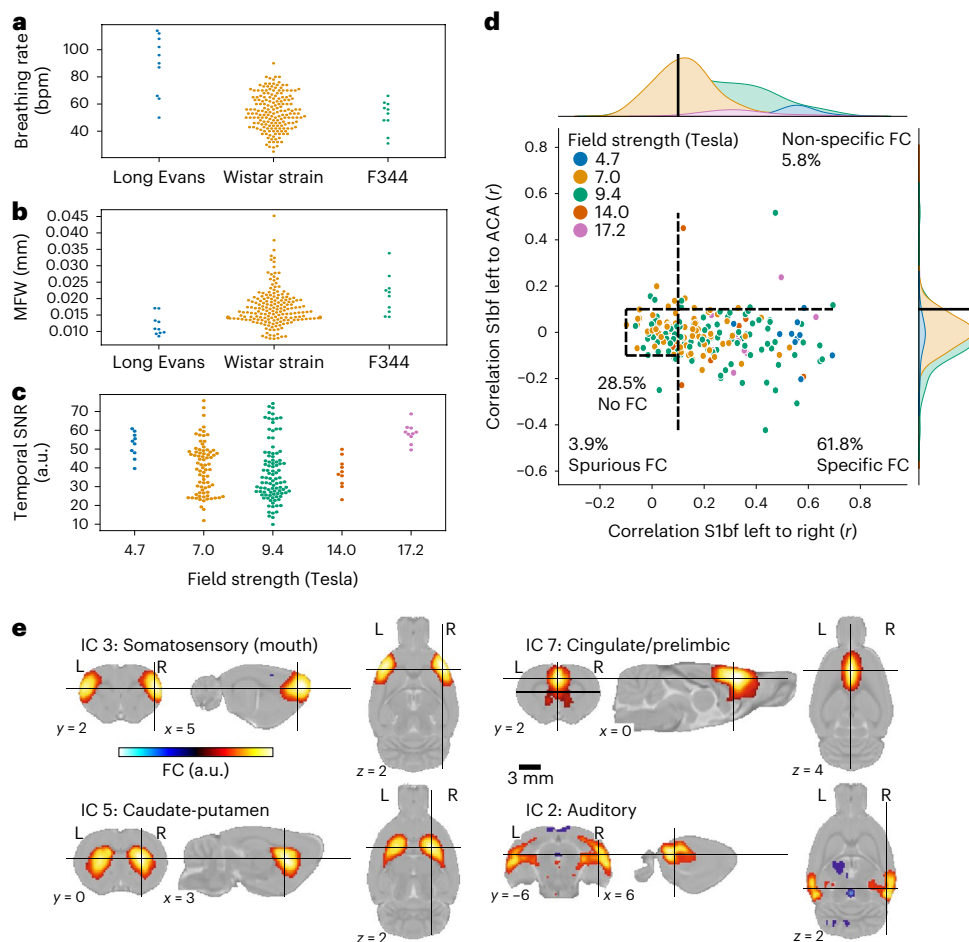 a
Breathing rate
(bpm)
100
80
60
40
Long Evans
Wistar strain
F344
b
MFW (mm)
0.045
0.040
0.035
0.030
0.025
0.020
0.015
0.010
Long Evans
Wistar strain
F344
c
Temporal SNR
(a.u.)
70
60
50
40
30
20
10
4.7
7.0
9.4
14.0
17.2
Field strength (Tesla)
d
Correlation S1bf left to ACA (r)
0.8
0.6
0.4
0.2
0
−0.2
−0.4
−0.6
Field strength (Tesla)
4.7
7.0
9.4
14.0
17.2
Non-specific FC
5.8%
28.5%
No FC
3.9%
Spurious FC
61.8%
Specific FC
−0.2
0
0.2
0.4
0.6
0.8
Correlation S1bf left to right (r)
e
IC 3: Somatosensory (mouth)
L
R
L
R
y = 2
x = 5
z = 2
FC (a.u.)
IC 7: Cingulate/prelimbic
L
R
L
R
y = 2
x = 0
z = 4
3 mm
IC 5: Caudate-putamen
L
R
L
R
y = 0
x = 3
z = 2
IC 2: Auditory
L
R
L
R
y = −6
x = 6
z = 2